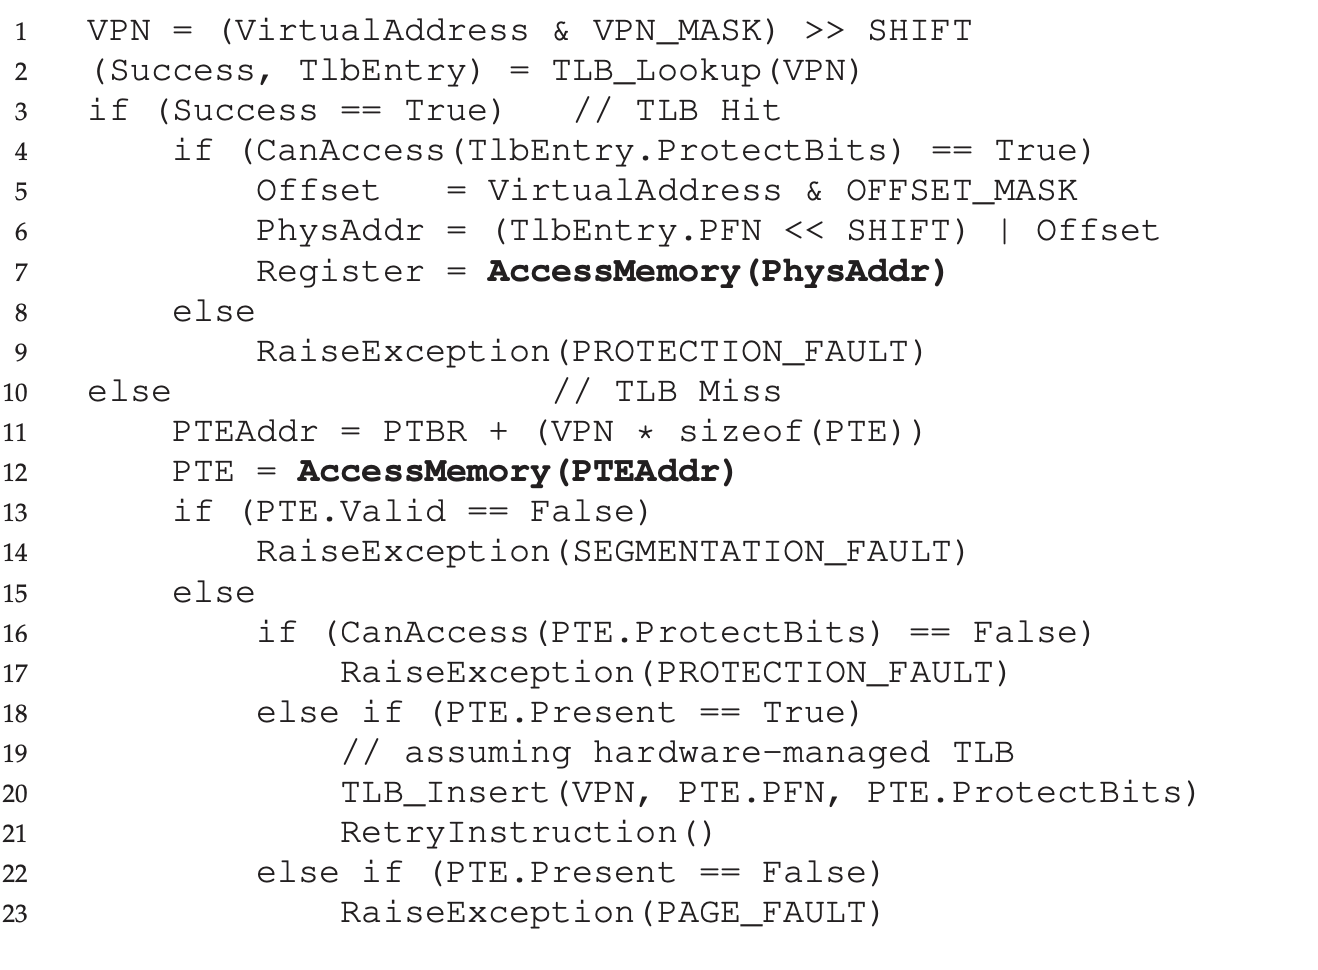 1 VPN = (VirtualAddress & VPN_MASK) >> SHIFT
2 (Success, TlbEntry) = TLB_Lookup(VPN)
3 if (Success == True) // TLB Hit
4 if (CanAccess(TlbEntry.ProtectBits) == True)
5 Offset = VirtualAddress & OFFSET_MASK
6 PhysAddr = (TlbEntry.PFN << SHIFT) | Offset
7 Register = AccessMemory(PhysAddr)
8 else
9 RaiseException(PROTECTION_FAULT)
10 else // TLB Miss
11 PTEAddr = PTBR + (VPN * sizeof(PTE))
12 PTE = AccessMemory(PTEAddr)
13 if (PTE.Valid == False)
14 RaiseException(SEGMENTATION_FAULT)
15 else
16 if (CanAccess(PTE.ProtectBits) == False)
17 RaiseException(PROTECTION_FAULT)
18 else if (PTE.Present == True)
19 // assuming hardware-managed TLB
20 TLB_Insert(VPN, PTE.PFN, PTE.ProtectBits)
21 RetryInstruction()
22 else if (PTE.Present == False)
23 RaiseException(PAGE_FAULT)